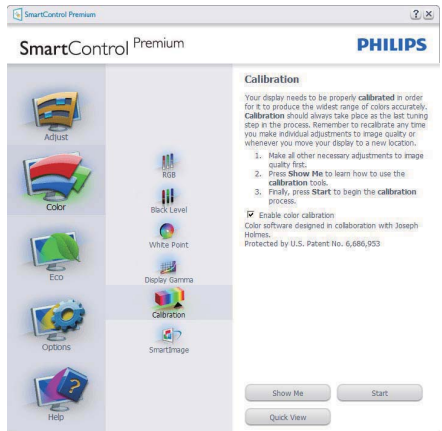 SmartControl Premium
SmartControl Premium
PHILIPS
Adjust
Color
Eco
Options
Help
RGB
Black Level
White Point
Display Gamma
Calibration
SmartImage
Calibration
Your display needs to be properly calibrated in order
for it to produce the widest range of colors accurately.
Calibration should always take place as the last tuning
step in the process. Remember to recalibrate any time
you make individual adjustments to image quality or
whenever you move your display to a new location.
1. Make all other necessary adjustments to image
quality first.
2. Press Show Me to learn how to use the
calibration tools.
3. Finally, press Start to begin the calibration
process.
Enable color calibration
Color software designed in collaboration with Joseph
Holmes.
Protected by U.S. Patent No. 6,686,953
Show Me
Start
Quick View